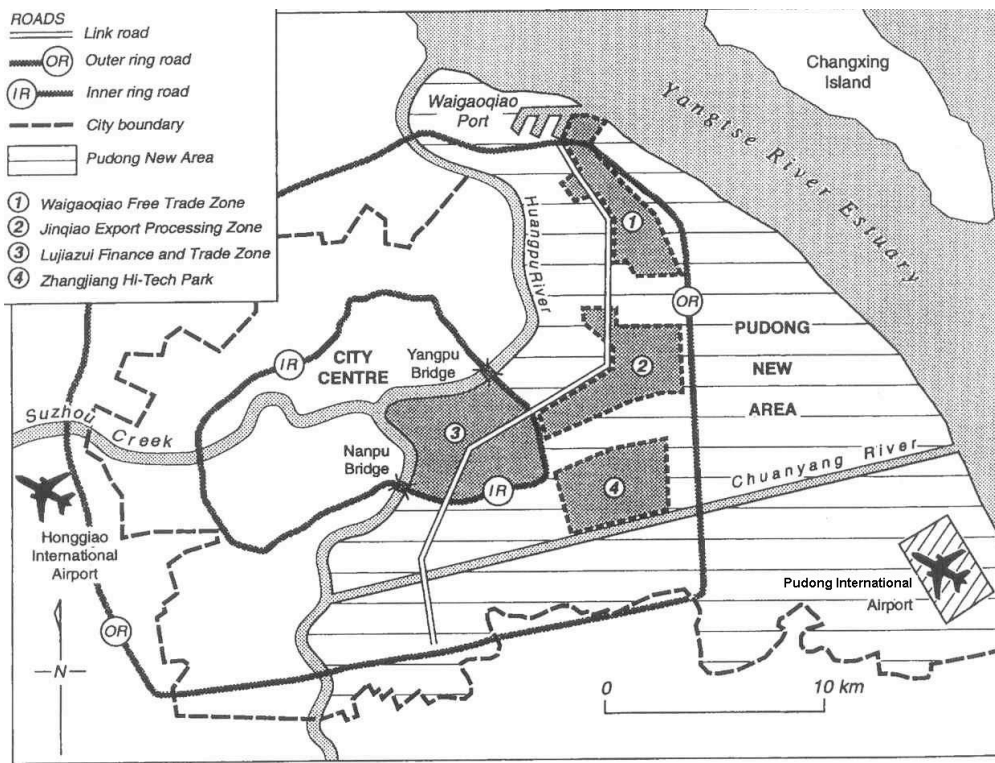 ROADS
Link road
OR Outer ring road
IR Inner ring road
City boundary
Pudong New Area
1 Waigaoqiao Free Trade Zone
2 Jinqiao Export Processing Zone
3 Lujiazui Finance and Trade Zone
4 Zhangjiang Hi-Tech Park
Changxing
Island
Yangtse River Estuary
Waigaoqiao
Port
Huangpu River
1
OR
PUDONG
NEW
AREA
IR
CITY
CENTRE
Yangpu
Bridge
2
Suzhou
Creek
3
Nanpu
Bridge
IR
4
Chuanyang River
Honggiao
International
Airport
Pudong International
Airport
OR
N
0 10 km